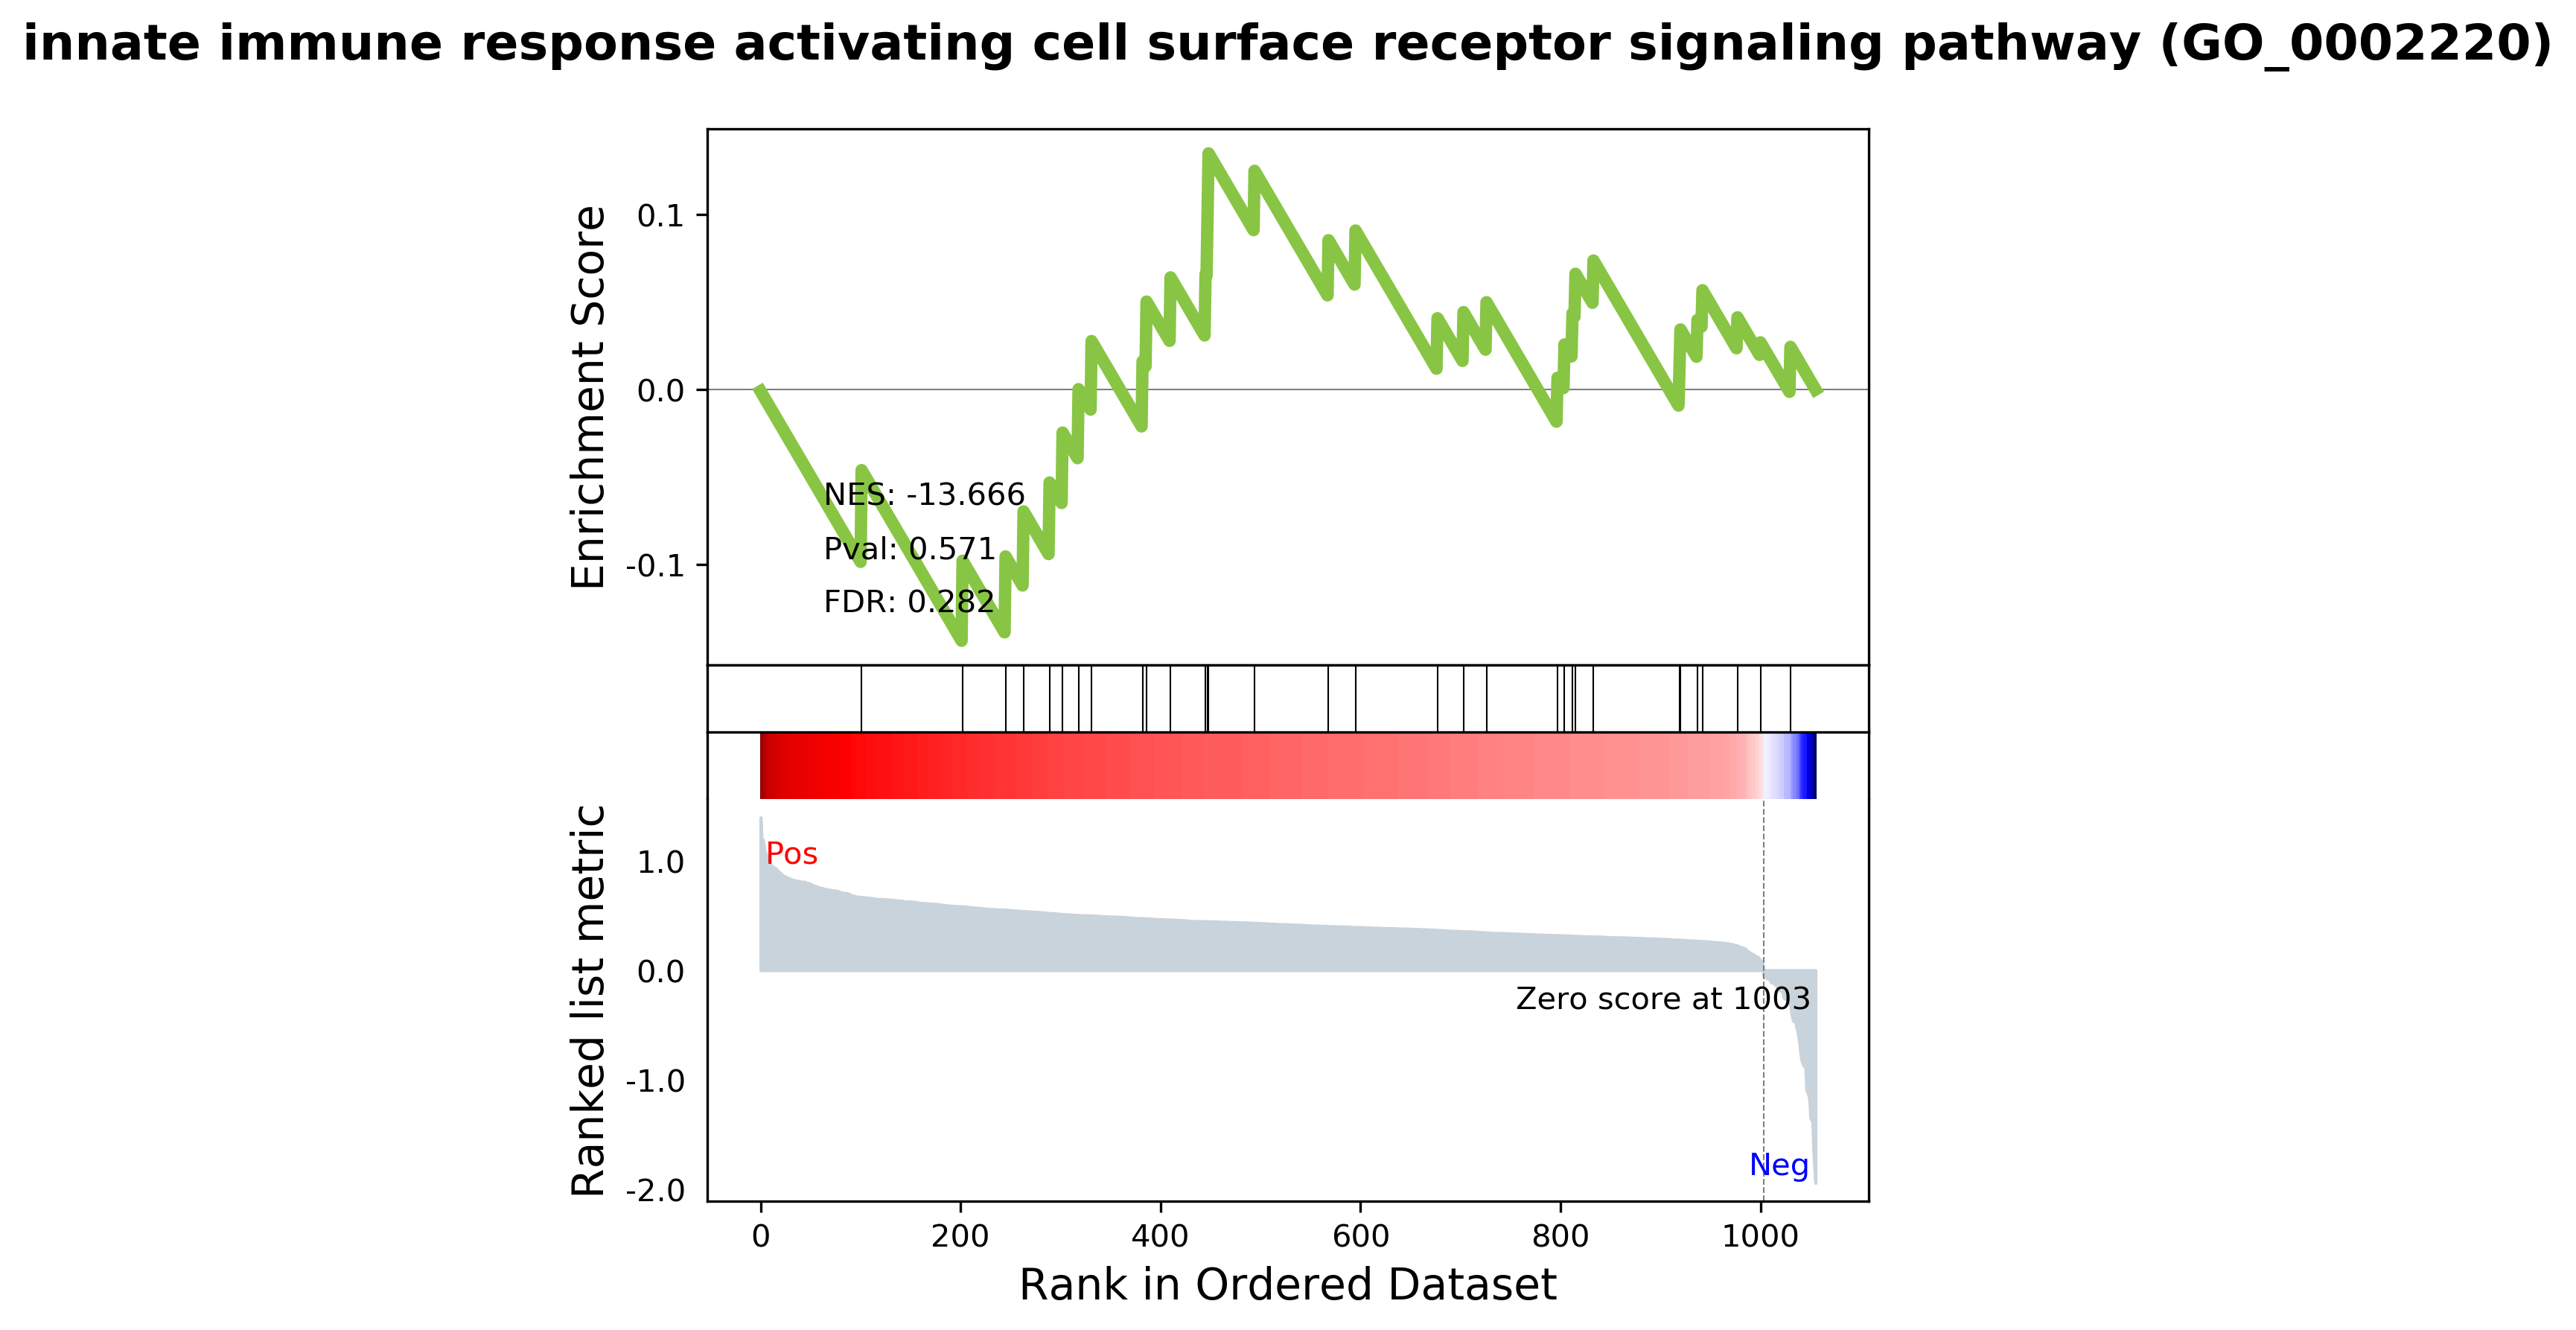 innate immune response activating cell surface receptor signaling pathway (GO_0002220)
Enrichment Score
0.1
0.0
-0.1
NES: -13.666
Pval: 0.571
FDR: 0.282
Ranked list metric
1.0
0.0
-1.0
-2.0
Pos
Zero score at 1003
Neg
0 200 400 600 800 1000
Rank in Ordered Dataset